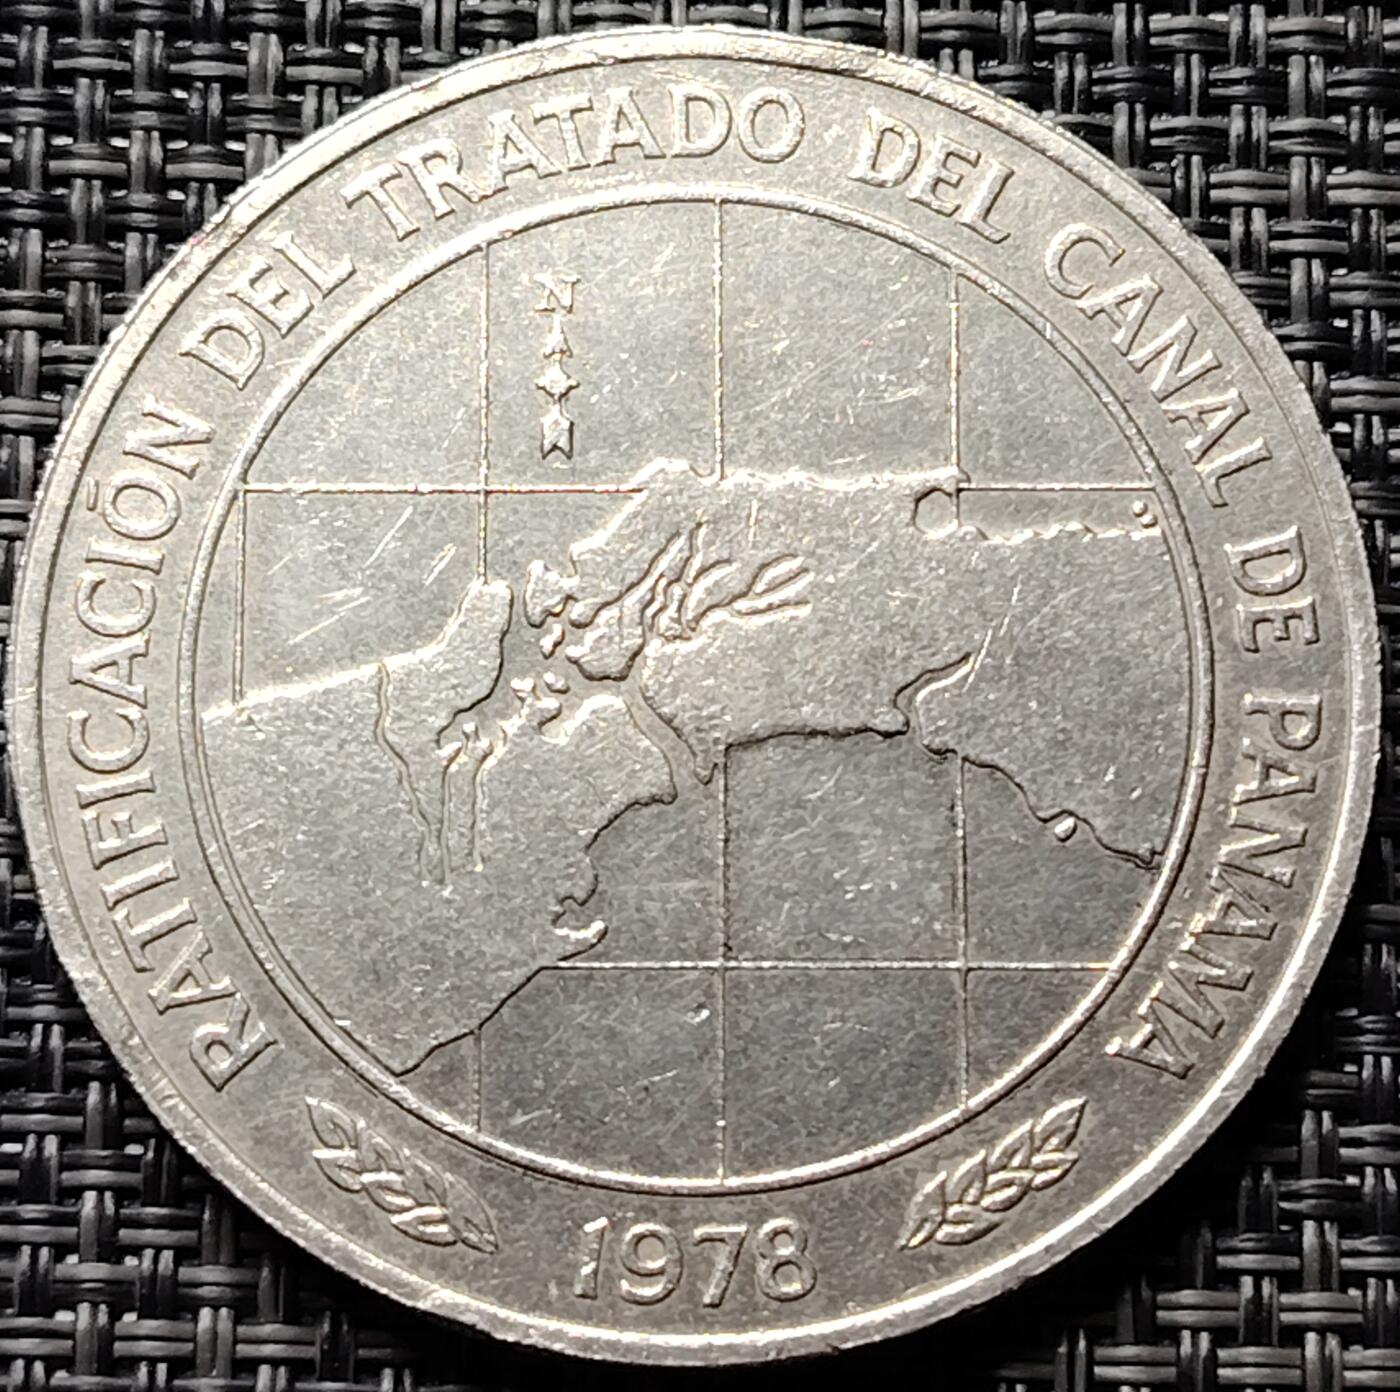 RATIFICACIÓN DEL TRATADO DEL CANAL DE PANAMA
N
1978